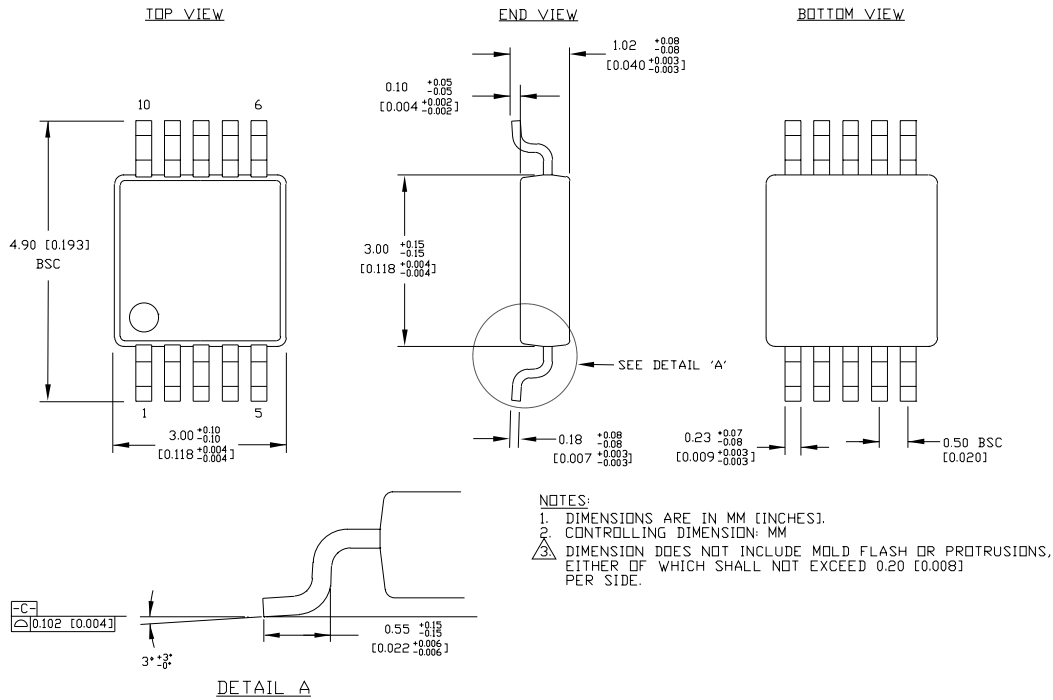 TOP VIEW
END VIEW
BOTTOM VIEW
10
6
4.90 [0.193]
BSC
1
5
3.00 +0.10 -0.10
[0.118 +0.004 -0.004]
1.02 +0.08 -0.08
[0.040 +0.003 -0.003]
0.10 +0.05 -0.05
[0.004 +0.002 -0.002]
3.00 +0.15 -0.15
[0.118 +0.004 -0.004]
SEE DETAIL 'A'
0.18 +0.08 -0.08
[0.007 +0.003 -0.003]
0.23 +0.07 -0.08
[0.009 +0.003 -0.003]
0.50 BSC
[0.020]
NOTES:
1. DIMENSIONS ARE IN MM [INCHES].
2. CONTROLLING DIMENSION: MM
3. DIMENSION DOES NOT INCLUDE MOLD FLASH OR PROTRUSIONS,
EITHER OF WHICH SHALL NOT EXCEED 0.20 [0.008]
PER SIDE.
-C-
0.102 [0.004]
3° +3° -0°
0.55 +0.15 -0.15
[0.022 +0.006 -0.006]
DETAIL A